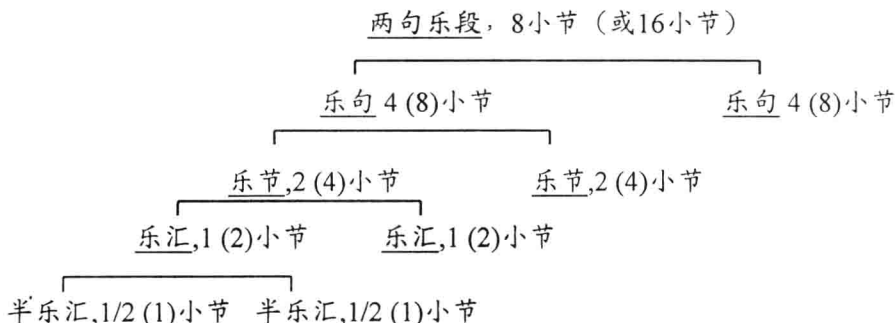 两句乐段，8小节（或16小节）
乐句 4 (8)小节 乐句 4 (8)小节
乐节,2 (4)小节 乐节,2 (4)小节
乐汇,1 (2)小节 乐汇,1 (2)小节
半乐汇,1/2 (1)小节 半乐汇,1/2 (1)小节